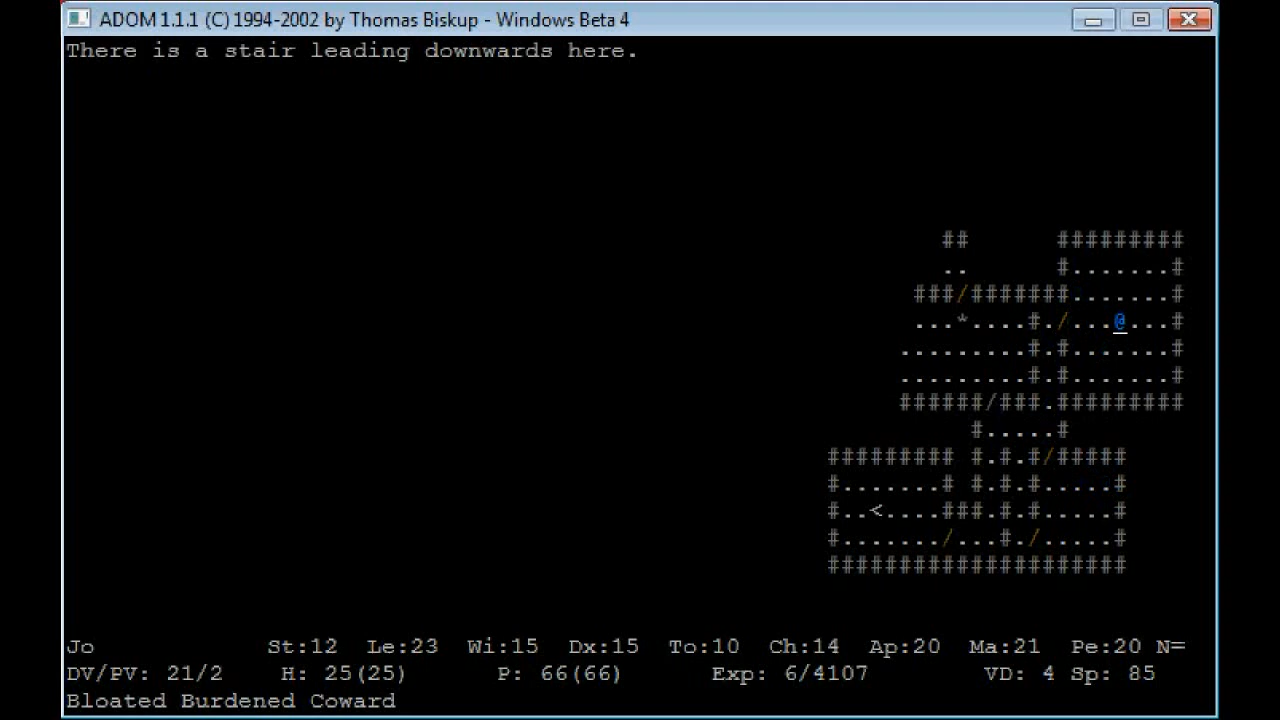 ADOM 1.1.1 (C) 1994-2002 by Thomas Biskup - Windows Beta 4
There is a stair leading downwards here.
##      #########
..      #.......#
###/#######.......#
...*....#./...@...#
.........#.#.......#
.........#.#.......#
######/###.#########
#.....#
######### #.#.#/#####
#.......# #.#.#.....#
#..<....###.#.#.....#
#......./...#./.....#
#####################
Jo St:12 Le:23 Wi:15 Dx:15 To:10 Ch:14 Ap:20 Ma:21 Pe:20 N=
DV/PV: 21/2 H: 25(25) P: 66(66) Exp: 6/4107 VD: 4 Sp: 85
Bloated Burdened Coward